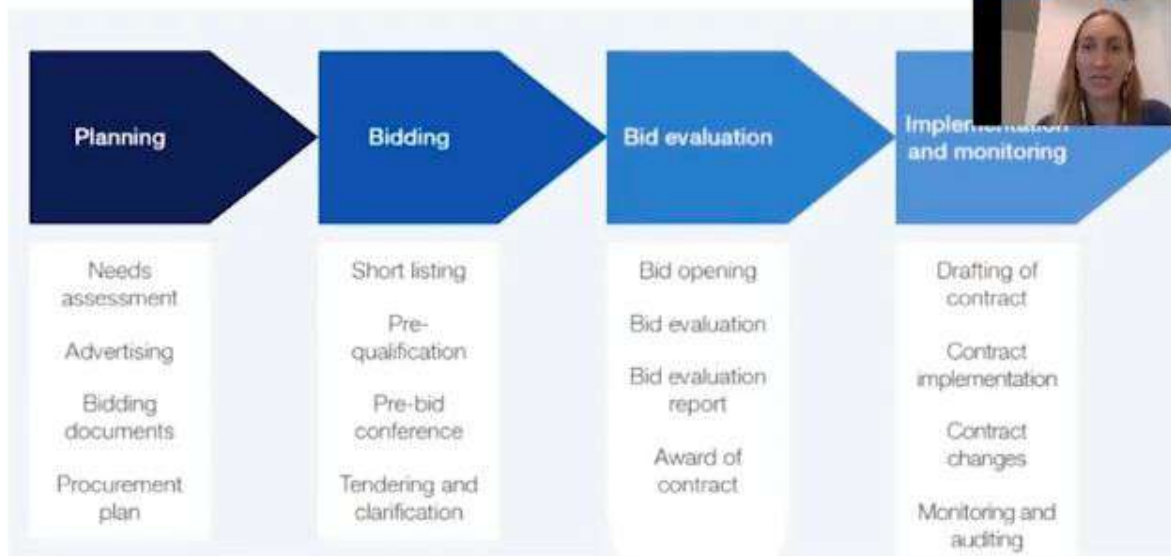 Planning
Bidding
Bid evaluation
Implementation
and monitoring
Needs
assessment
Advertising
Bidding
documents
Procurement
plan
Short listing
Pre-
qualification
Pre-bid
conference
Tendering and
clarification
Bid opening
Bid evaluation
Bid evaluation
report
Award of
contract
Drafting of
contract
Contract
implementation
Contract
changes
Monitoring and
auditing